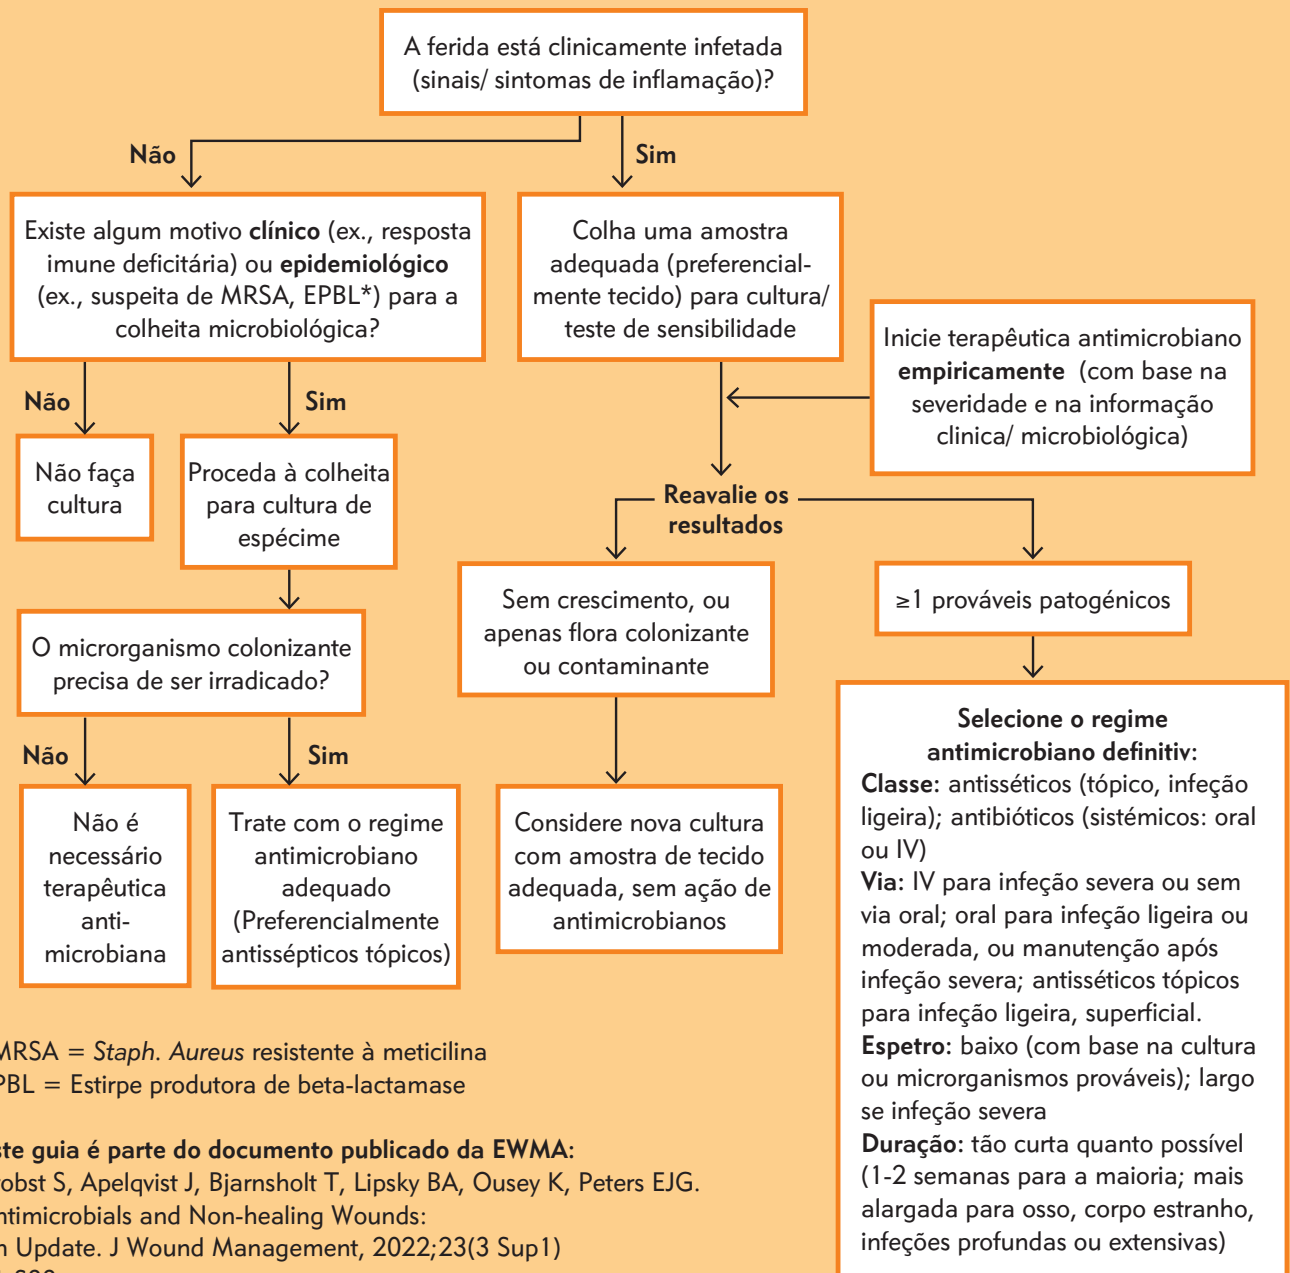 A ferida está clinicamente infetada
(sinais/ sintomas de inflamação)?
Não
Sim
Existe algum motivo clínico (ex., resposta
imune deficitária) ou epidemiológico
(ex., suspeita de MRSA, EPBL*) para a
colheita microbiológica?
Colha uma amostra
adequada (preferencial-
mente tecido) para cultura/
teste de sensibilidade
Inicie terapêutica antimicrobiano
empiricamente (com base na
severidade e na informação
clinica/ microbiológica)
Não
Sim
Não faça
cultura
Proceda à colheita
para cultura de
espécime
Reavalie os
resultados
Sem crescimento, ou
apenas flora colonizante
ou contaminante
≥1 prováveis patogénicos
O microrganismo colonizante
precisa de ser irradicado?
Não
Sim
Não é
necessário
terapêutica
anti-
microbiana
Trate com o regime
antimicrobiano
adequado
(Preferencialmente
antissépticos tópicos)
Considere nova cultura
com amostra de tecido
adequada, sem ação de
antimicrobianos
Selecione o regime
antimicrobiano definitiv:
Classe: antisséticos (tópico, infeção
ligeira); antibióticos (sistémicos: oral
ou IV)
Via: IV para infeção severa ou sem
via oral; oral para infeção ligeira ou
moderada, ou manutenção após
infeção severa; antisséticos tópicos
para infeção ligeira, superficial.
Espetro: baixo (com base na cultura
ou microrganismos prováveis); largo
se infeção severa
Duração: tão curta quanto possível
(1-2 semanas para a maioria; mais
alargada para osso, corpo estranho,
infeções profundas ou extensivas)
MRSA = Staph. Aureus resistente à meticilina
PBL = Estirpe produtora de beta-lactamase
ste guia é parte do documento publicado da EWMA:
obst S, Apelqvist J, Bjarnsholt T, Lipsky BA, Ousey K, Peters EJG.
ntimicrobials and Non-healing Wounds:
n Update. J Wound Management, 2022;23(3 Sup1)